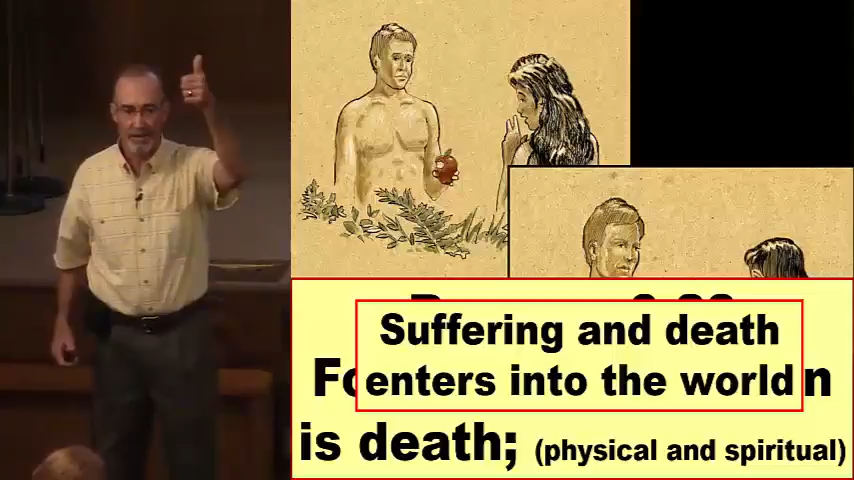 Suffering and death
enters into the world
is death; (physical and spiritual)